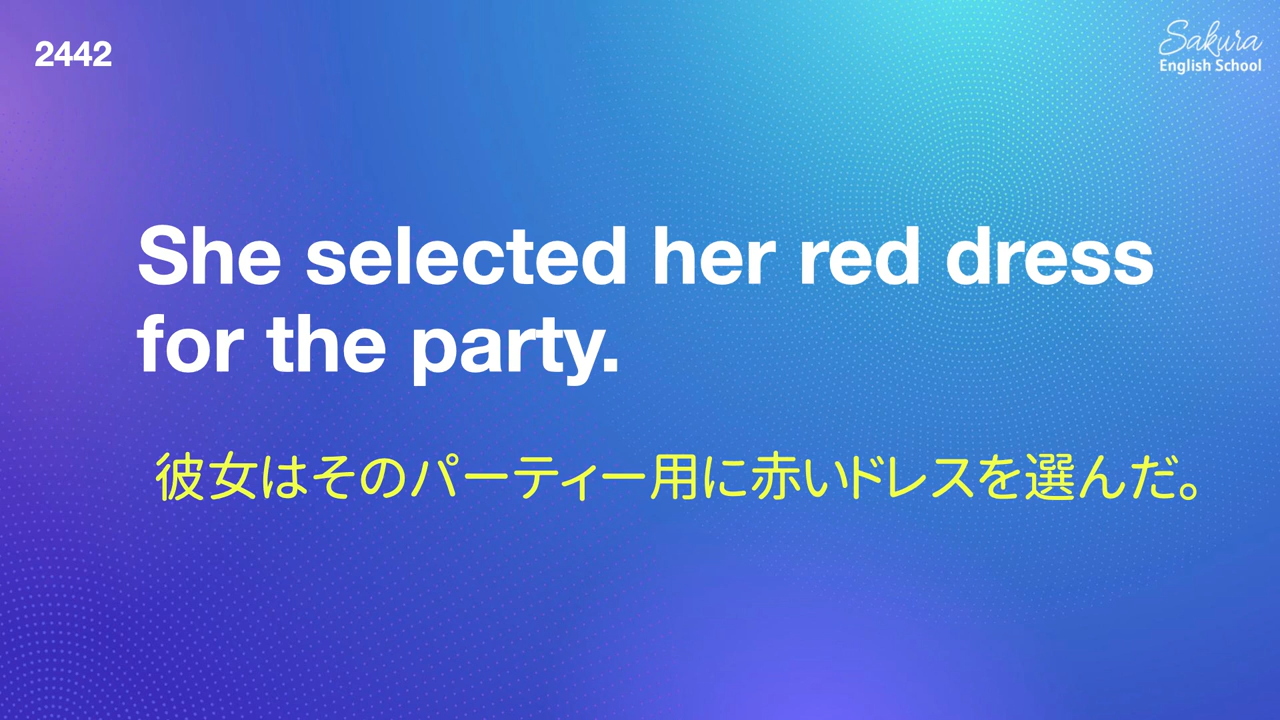 2442
Sakura
English School
She selected her red dress
for the party.
彼女はそのパーティー用に赤いドレスを選んだ。